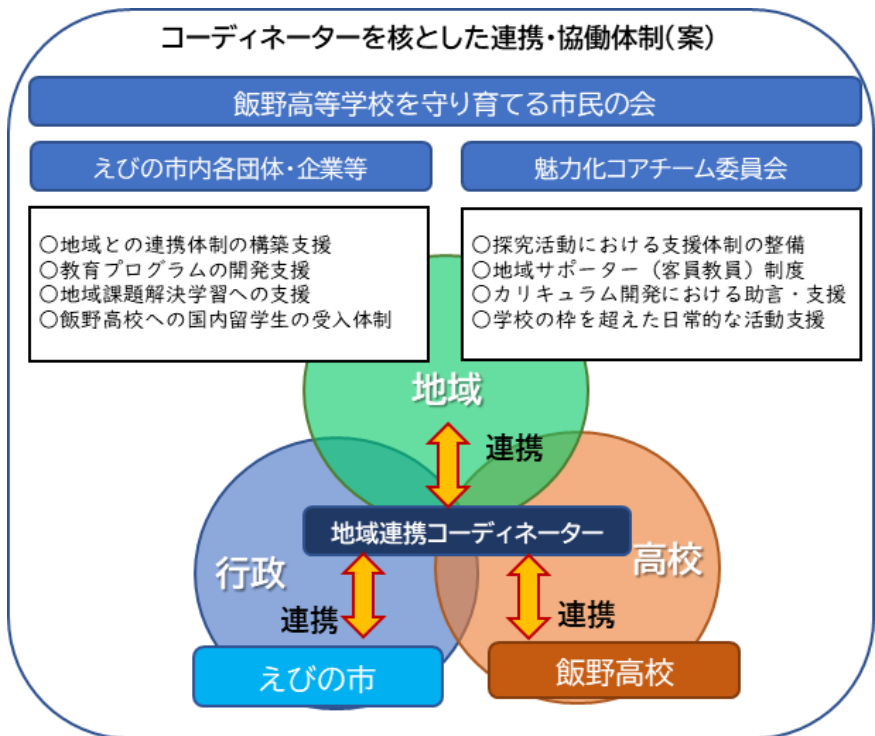 コーディネーターを核とした連携・協働体制(案)
飯野高等学校を守り育てる市民の会
えびの市内各団体・企業等
○地域との連携体制の構築支援
○教育プログラムの開発支援
○地域課題解決学習への支援
○飯野高校への国内留学生の受入体制
魅力化コアチーム委員会
○探究活動における支援体制の整備
○地域サポーター（客員教員）制度
○カリキュラム開発における助言・支援
○学校の枠を超えた日常的な活動支援
地域
連携
地域連携コーディネーター
行政
高校
連携
連携
えびの市
飯野高校